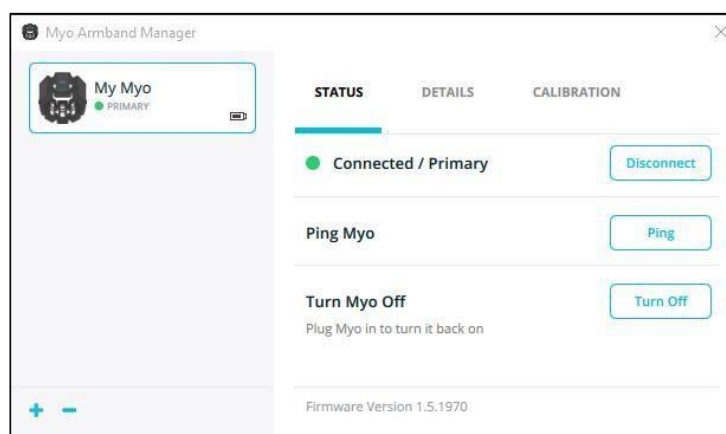 Myo Armband Manager
My Myo
PRIMARY
STATUS DETAILS CALIBRATION
Connected / Primary Disconnect
Ping Myo Ping
Turn Myo Off Turn Off
Plug Myo in to turn it back on
Firmware Version 1.5.1970